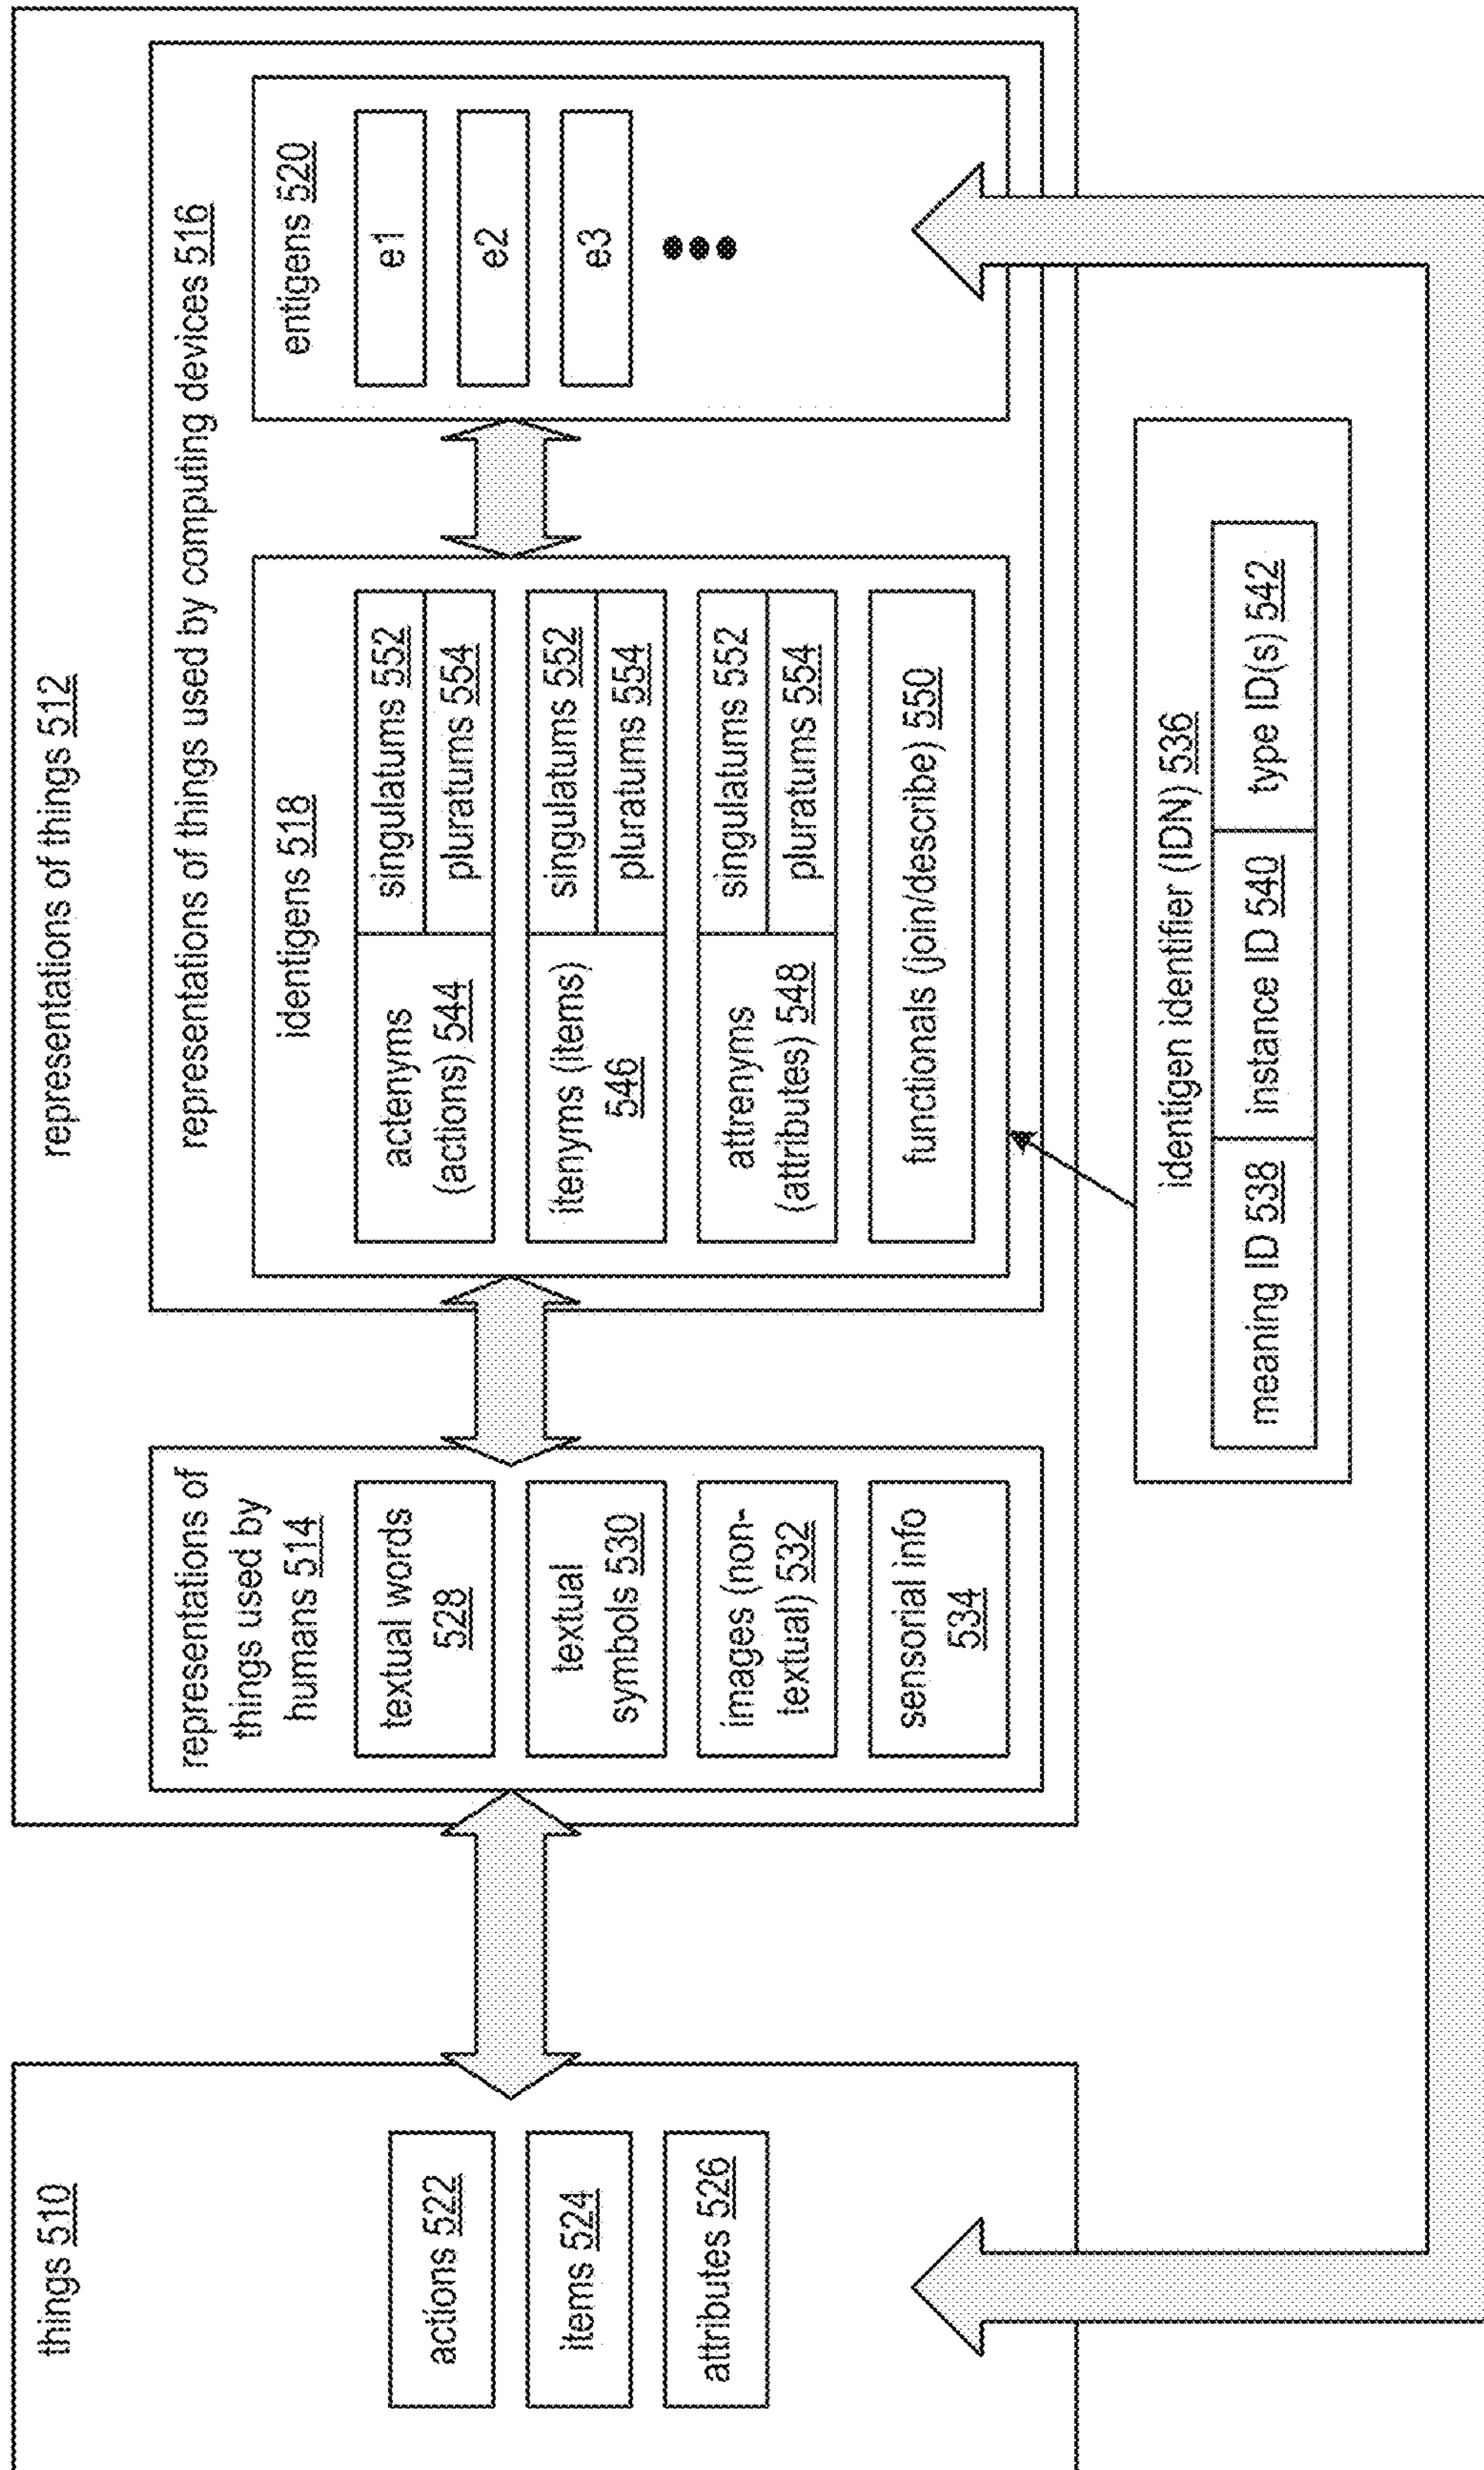 things 510
actions 522
items 524
attributes 526
representations of things 512
representations of
things used by
humans 514
textual words
528
textual
symbols 530
images (non-
textual) 532
sensorial info
534
representations of things used by computing devices 516
identigens 518
actenyms
(actions) 544
singulatums 552
pluratums 554
itenyms (items)
546
singulatums 552
pluratums 554
attrenyms
(attributes) 548
singulatums 552
pluratums 554
functionals (join/describe) 550
entigens 520
e1
e2
e3
identigen identifier (IDN) 536
meaning ID 538
instance ID 540
type ID(s) 542